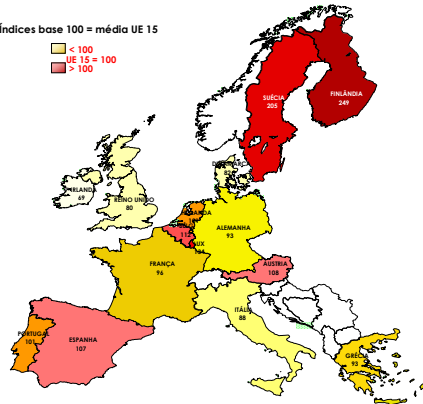 Índices base 100 = média UE 15
< 100
UE 15 = 100
> 100
SUÉCIA
205
FINLÂNDIA
249
IRLANDA
69
REINO UNIDO
80
ALEMANHA
93
112
FRANÇA
96
ÁUSTRIA
108
ITÁLIA
88
PORTUGAL
101
ESPANHA
107
GRÉCIA
93